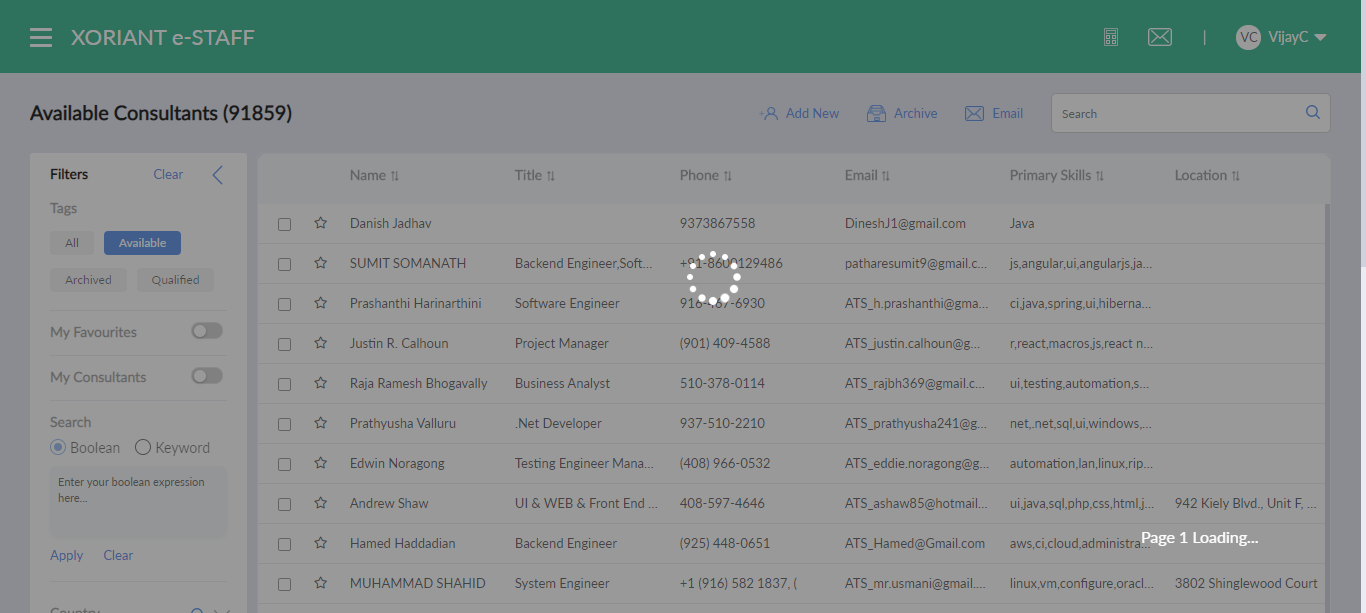 XORIANT e-STAFF
|
VC VijayC
Available Consultants (91859)
Add New Archive Email Search
Filters Clear
Tags
All Available
Archived Qualified
My Favourites
My Consultants
Search
Boolean Keyword
Enter your boolean expression
here...
Apply Clear
Country
Name Title Phone Email Primary Skills Location
Danish Jadhav 9373867558 DineshJ1@gmail.com Java
SUMIT SOMANATH Backend Engineer,Soft... patharesumit9@gmail.c... js,angular,ui,angularjs,ja...
Prashanthi Harinarthini Software Engineer ATS_h.prashanthi@gma... ci,java,spring,ui,hiberna...
Justin R. Calhoun Project Manager (901) 409-4588 ATS_justin.calhoun@g... r,react,macros,js,react n...
Raja Ramesh Bhogavally Business Analyst 510-378-0114 ATS_rajbh369@gmail.c... ui,testing,automation,s...
Prathyusha Valluru .Net Developer 937-510-2210 ATS_prathyusha241@g... net,.net,sql,ui,windows,...
Edwin Noragong Testing Engineer Mana... (408) 966-0532 ATS_eddie.noragong@g... automation,lan,linux,rip...
Andrew Shaw UI & WEB & Front End ... 408-597-4646 ATS_ashaw85@hotmail... ui,java,sql,php,css,html,j... 942 Kiely Blvd., Unit F, ...
Hamed Haddadian Backend Engineer (925) 448-0651 ATS_Hamed@Gmail.com aws,ci,cloud,administra...
Page 1 Loading...
MUHAMMAD SHAHID System Engineer +1 (916) 582 1837, ( ATS_mr.usmani@gmail.... linux,vm,configure,oracl... 3802 Shinglewood Court